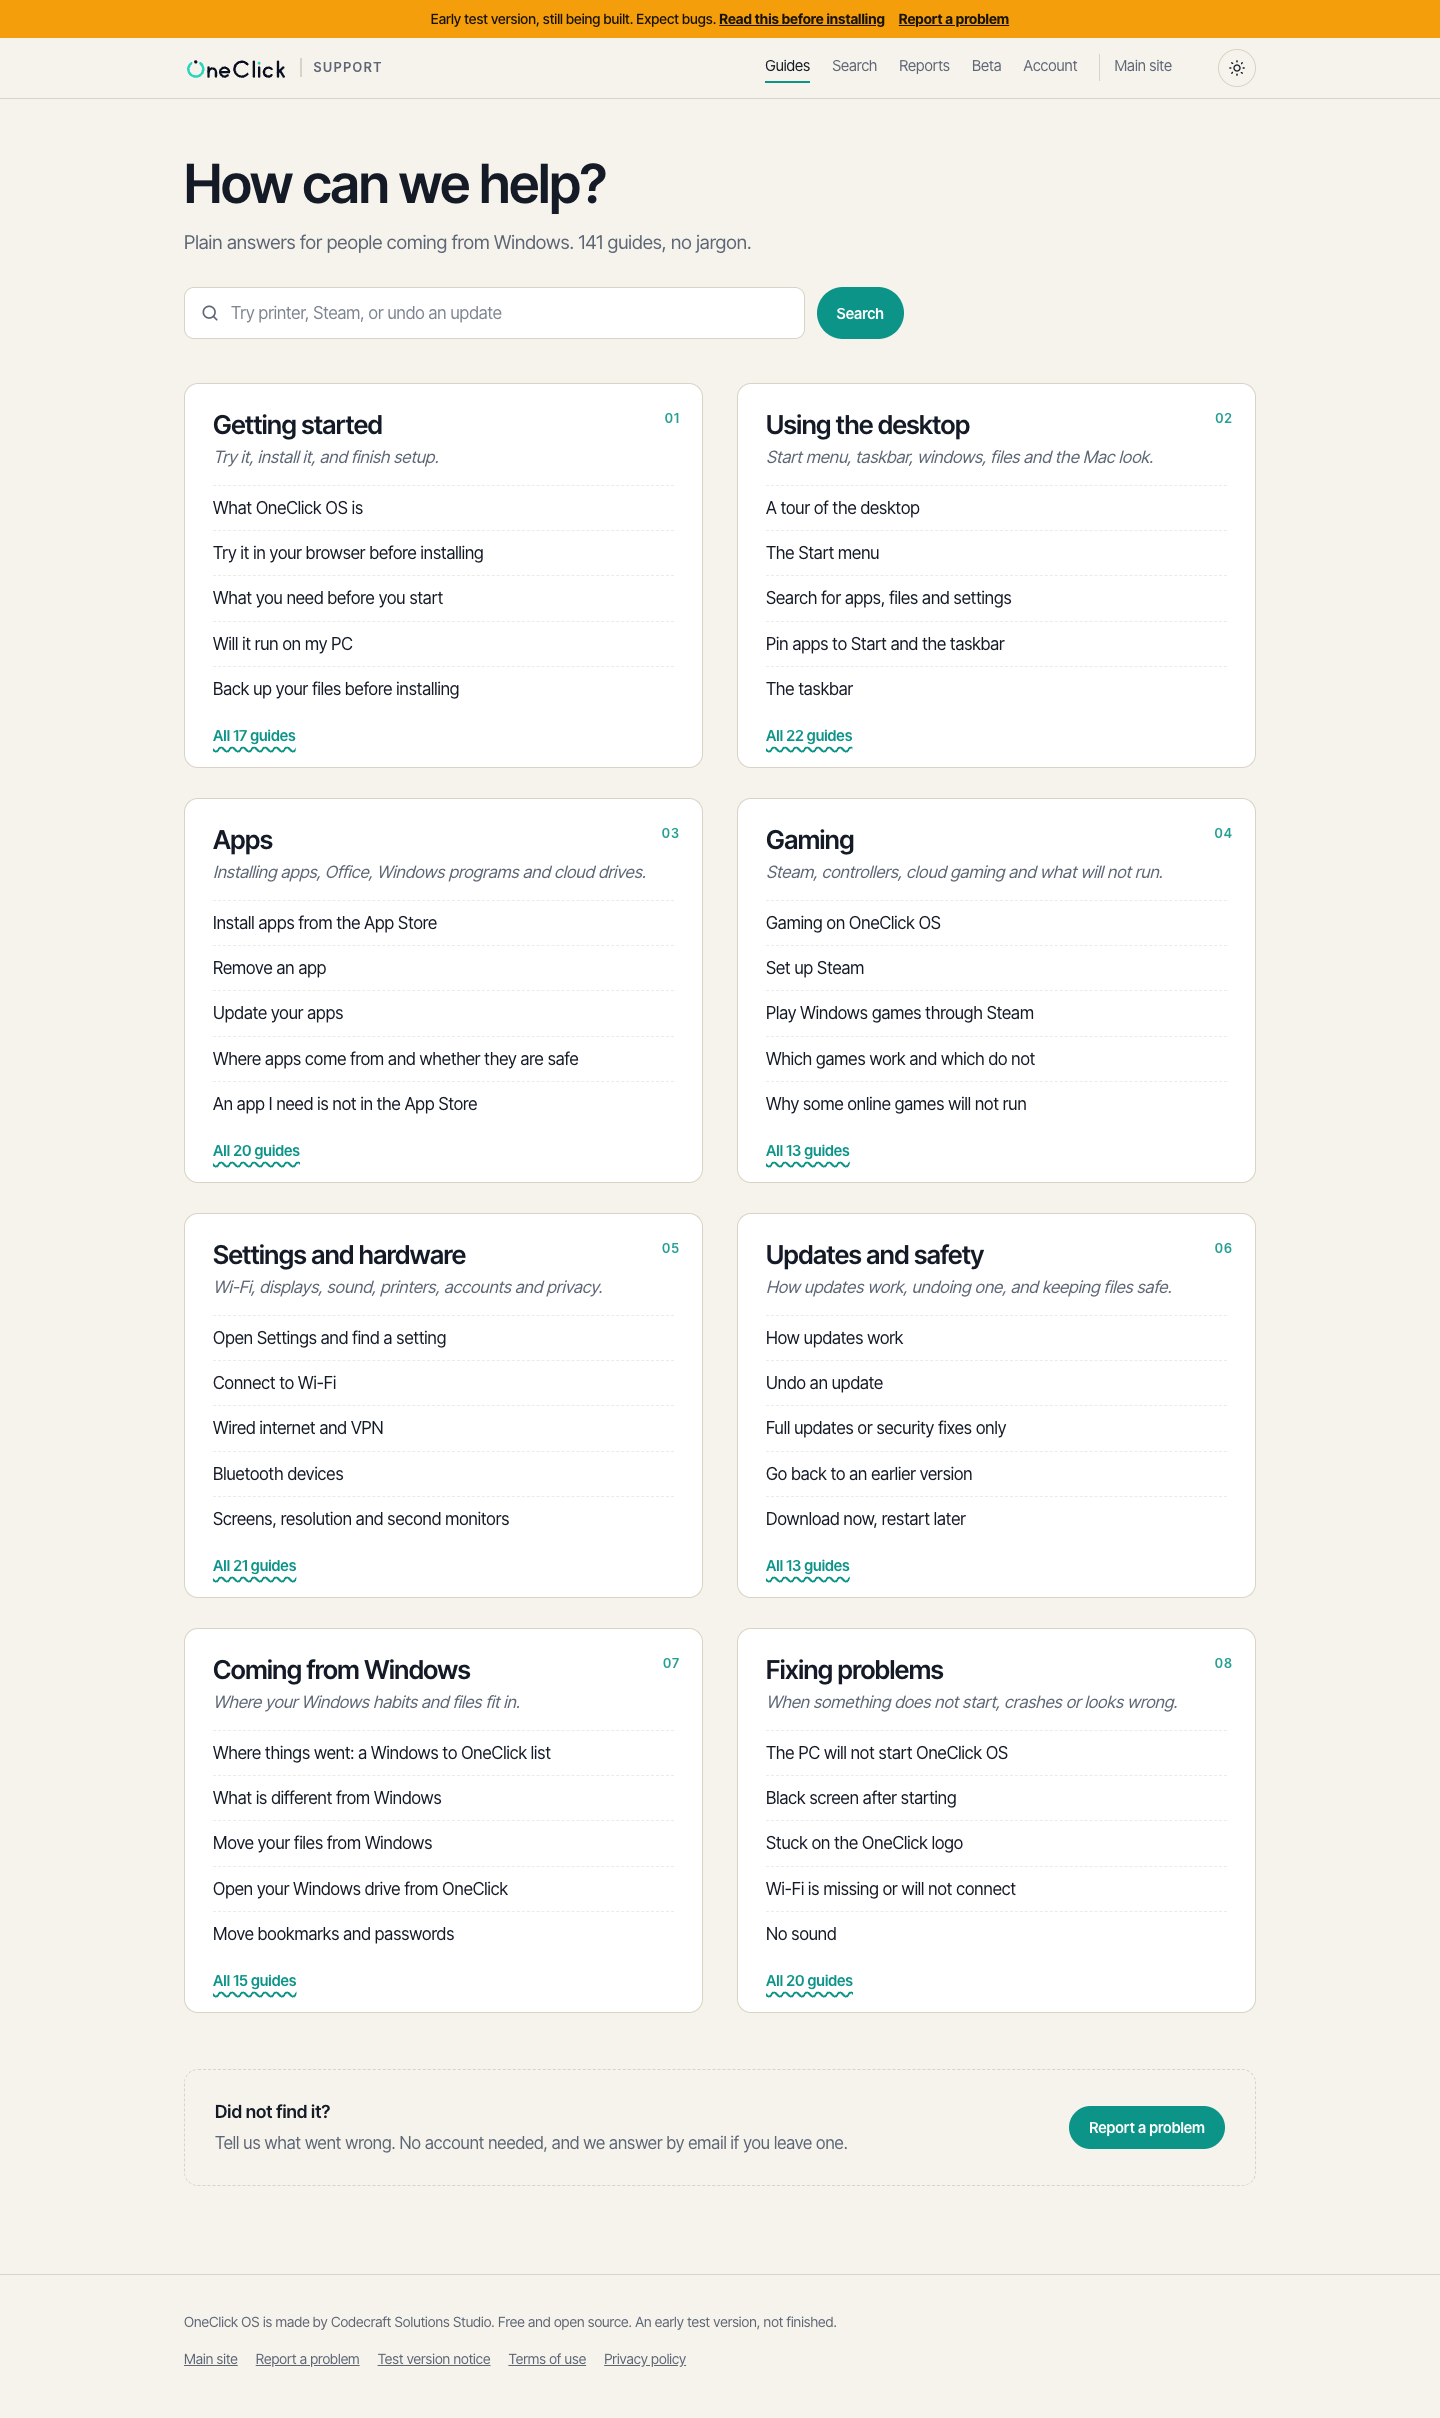 Early test version, still being built. Expect bugs. Read this before installing Report a problem
OneClick SUPPORT Guides Search Reports Beta Account Main site
How can we help?
Plain answers for people coming from Windows. 141 guides, no jargon.
Try printer, Steam, or undo an update Search
Getting started 01
Try it, install it, and finish setup.
What OneClick OS is
Try it in your browser before installing
What you need before you start
Will it run on my PC
Back up your files before installing
All 17 guides
Using the desktop 02
Start menu, taskbar, windows, files and the Mac look.
A tour of the desktop
The Start menu
Search for apps, files and settings
Pin apps to Start and the taskbar
The taskbar
All 22 guides
Apps 03
Installing apps, Office, Windows programs and cloud drives.
Install apps from the App Store
Remove an app
Update your apps
Where apps come from and whether they are safe
An app I need is not in the App Store
All 20 guides
Gaming 04
Steam, controllers, cloud gaming and what will not run.
Gaming on OneClick OS
Set up Steam
Play Windows games through Steam
Which games work and which do not
Why some online games will not run
All 13 guides
Settings and hardware 05
Wi-Fi, displays, sound, printers, accounts and privacy.
Open Settings and find a setting
Connect to Wi-Fi
Wired internet and VPN
Bluetooth devices
Screens, resolution and second monitors
All 21 guides
Updates and safety 06
How updates work, undoing one, and keeping files safe.
How updates work
Undo an update
Full updates or security fixes only
Go back to an earlier version
Download now, restart later
All 13 guides
Coming from Windows 07
Where your Windows habits and files fit in.
Where things went: a Windows to OneClick list
What is different from Windows
Move your files from Windows
Open your Windows drive from OneClick
Move bookmarks and passwords
All 15 guides
Fixing problems 08
When something does not start, crashes or looks wrong.
The PC will not start OneClick OS
Black screen after starting
Stuck on the OneClick logo
Wi-Fi is missing or will not connect
No sound
All 20 guides
Did not find it?
Tell us what went wrong. No account needed, and we answer by email if you leave one.
Report a problem
OneClick OS is made by Codecraft Solutions Studio. Free and open source. An early test version, not finished.
Main site Report a problem Test version notice Terms of use Privacy policy